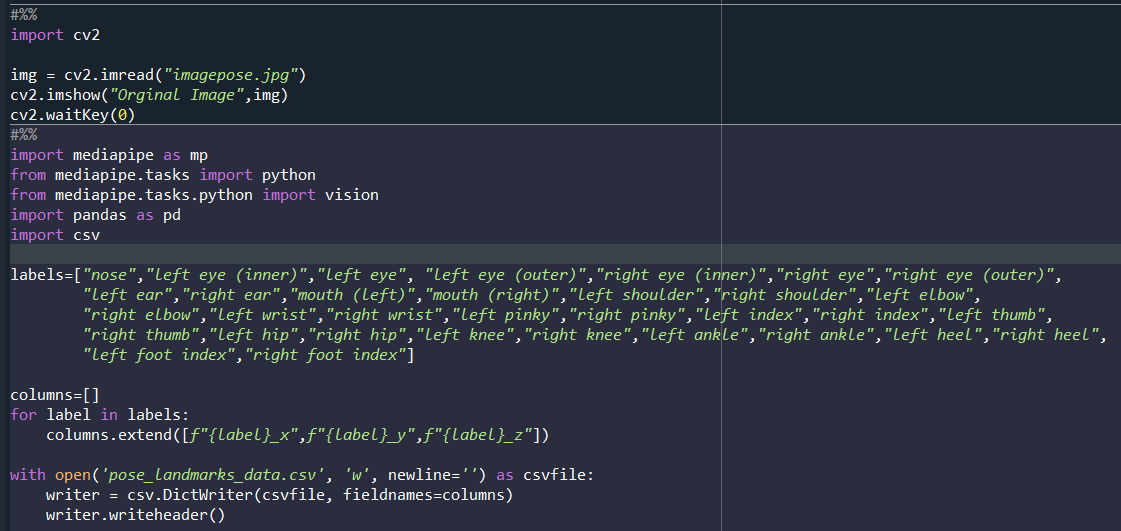 #%%
import cv2
img = cv2.imread("imagepose.jpg")
cv2.imshow("Orginal Image",img)
cv2.waitKey(0)
#%%
import mediapipe as mp
from mediapipe.tasks import python
from mediapipe.tasks.python import vision
import pandas as pd
import csv
labels=["nose","left eye (inner)","left eye", "left eye (outer)","right eye (inner)","right eye","right eye (outer)",
"left ear","right ear","mouth (left)","mouth (right)","left shoulder","right shoulder","left elbow",
"right elbow","left wrist","right wrist","left pinky","right pinky","left index","right index","left thumb",
"right thumb","left hip","right hip","left knee","right knee","left ankle","right ankle","left heel","right heel",
"left foot index","right foot index"]
columns=[]
for label in labels:
    columns.extend([f"{label}_x",f"{label}_y",f"{label}_z"])
with open('pose_landmarks_data.csv', 'w', newline='') as csvfile:
    writer = csv.DictWriter(csvfile, fieldnames=columns)
    writer.writeheader()